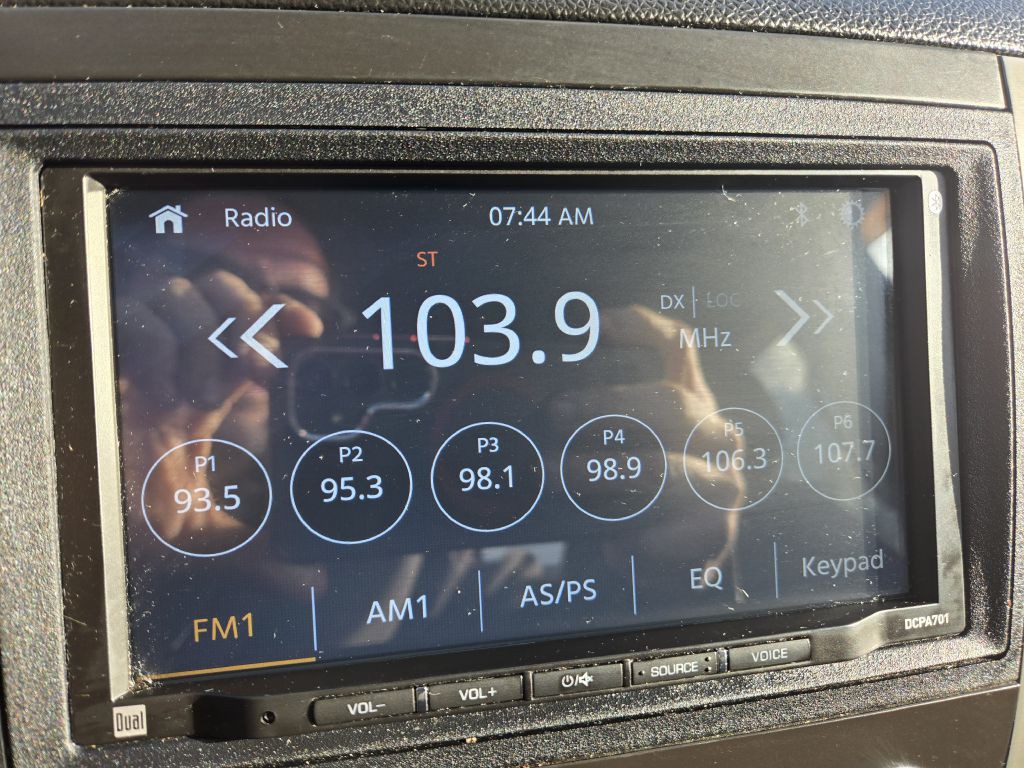 Radio 07:44 AM
ST
103.9
DX | LOC
MHz
P1 P2 P3 P4 P5 P6
93.5 95.3 98.1 98.9 106.3 107.7
FM1 AM1 AS/PS EQ Keypad
DCPA701
Dual VOL− VOL+ SOURCE VOICE